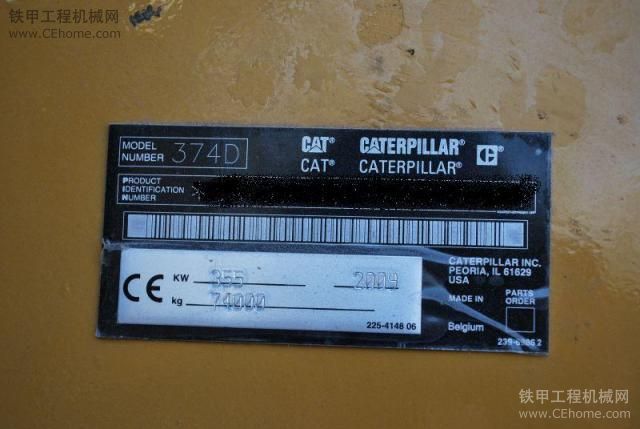 铁甲工程机械网
www.CEhome.com
MODEL NUMBER 374D
CAT® CATERPILLAR®
CAT® CATERPILLAR®
PRODUCT
IDENTIFICATION
NUMBER
CE
KW 355 2009
kg 74000
225-4148 06
CATERPILLAR INC.
PEORIA, IL 61629
USA
MADE IN
Belgium
PARTS
ORDER
铁甲工程机械网
www.CEhome.com